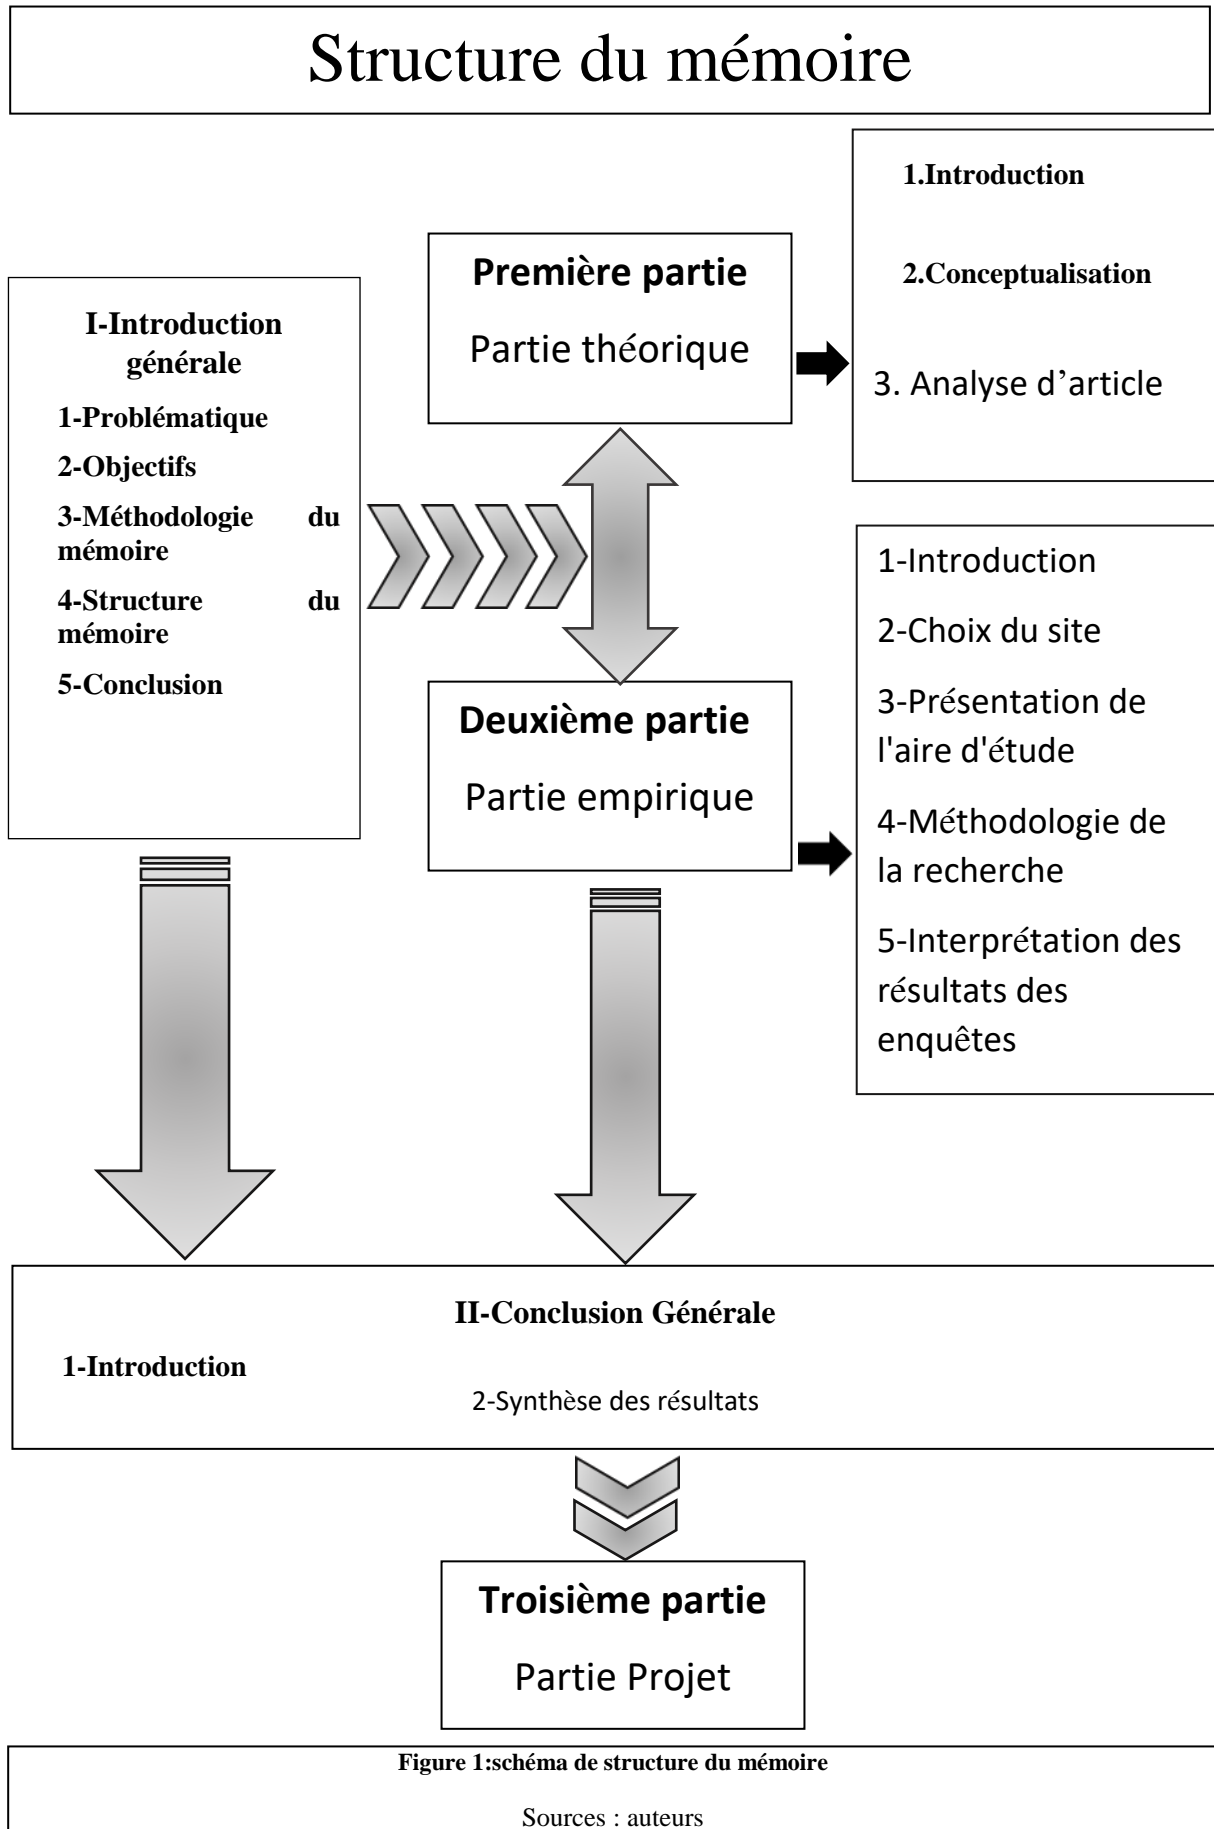 Structure du mémoire
I-Introduction
générale
1-Problématique
2-Objectifs
3-Méthodologie du
mémoire
4-Structure du
mémoire
5-Conclusion
Première partie
Partie théorique
1.Introduction
2.Conceptualisation
3. Analyse d’article
Deuxième partie
Partie empirique
1-Introduction
2-Choix du site
3-Présentation de
l'aire d'étude
4-Méthodologie de
la recherche
5-Interprétation des
résultats des
enquêtes
II-Conclusion Générale
1-Introduction
2-Synthèse des résultats
Troisième partie
Partie Projet
Figure 1:schéma de structure du mémoire
Sources : auteurs